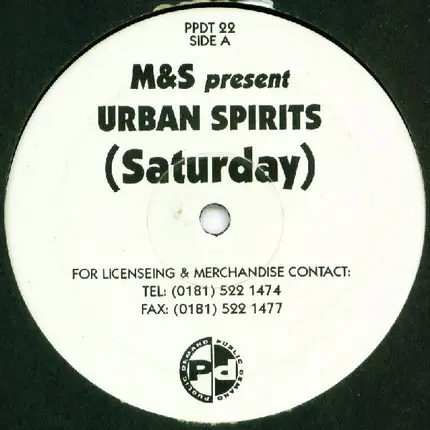 PPDT 22
SIDE A
M&S present
URBAN SPIRITS
(Saturday)
FOR LICENSEING & MERCHANDISE CONTACT:
TEL: (0181) 522 1474
FAX: (0181) 522 1477
PUBLIC DEMAND PUBLIC DEMAND
Pd